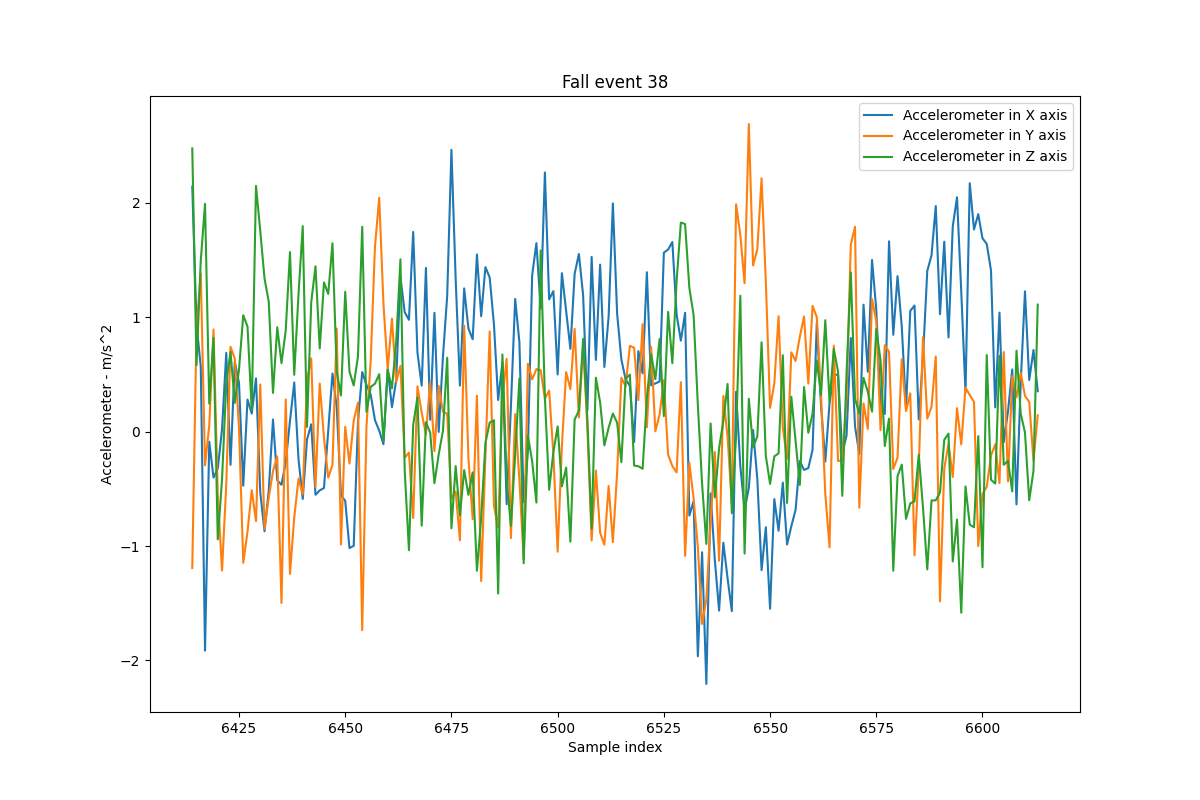 Fall event 38
Accelerometer in X axis
Accelerometer in Y axis
Accelerometer in Z axis
Accelerometer - m/s^2
2
1
0
−1
−2
6425 6450 6475 6500 6525 6550 6575 6600
Sample index